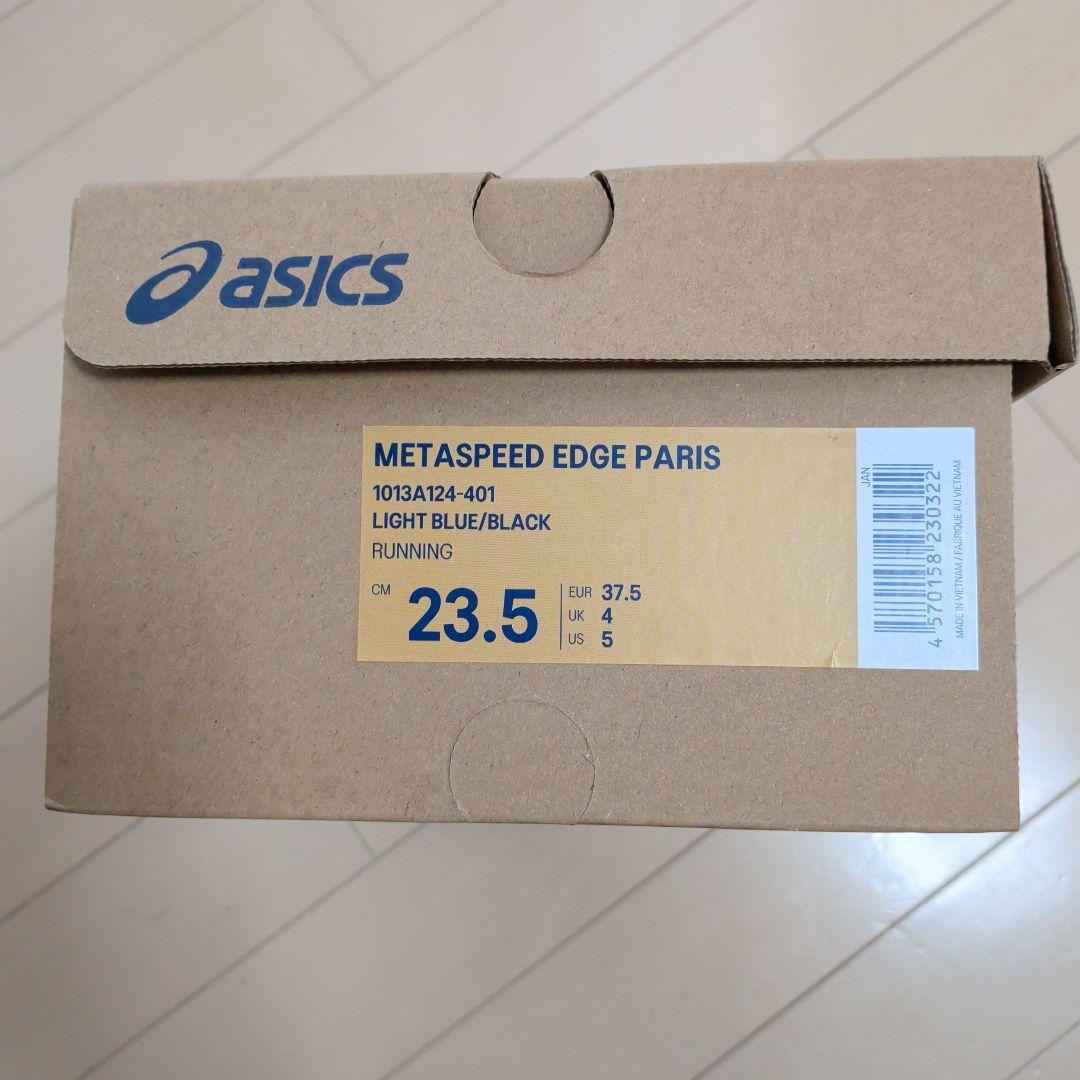 asics
METASPEED EDGE PARIS
1013A124-401
LIGHT BLUE/BLACK
RUNNING
CM 23.5
EUR 37.5
UK 4
US 5
JAN
4 570158 230322
MADE IN VIETNAM / FABRIQUE AU VIETNAM